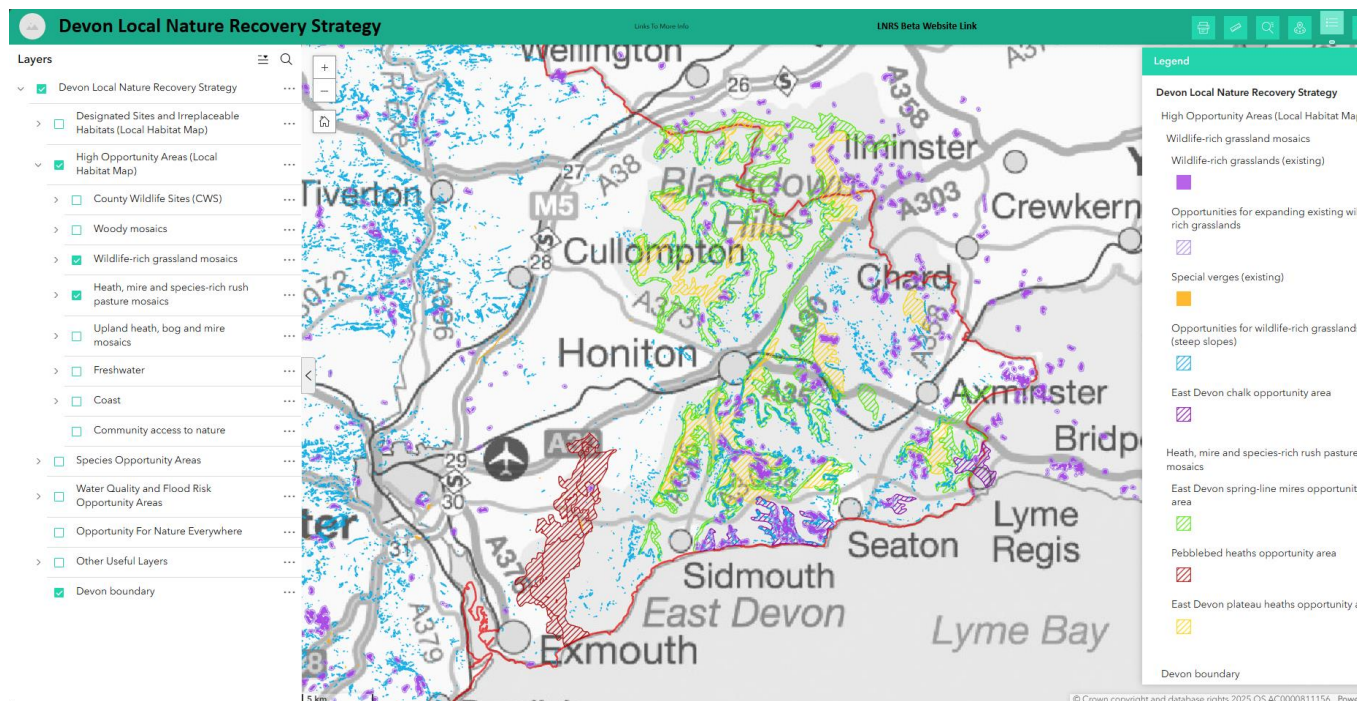 Devon Local Nature Recovery Strategy
Links To More Info
LNRS Beta Website Link
Layers
Devon Local Nature Recovery Strategy
Designated Sites and Irreplaceable
Habitats (Local Habitat Map)
High Opportunity Areas (Local
Habitat Map)
County Wildlife Sites (CWS)
Woody mosaics
Wildlife-rich grassland mosaics
Heath, mire and species-rich rush
pasture mosaics
Upland heath, bog and mire
mosaics
Freshwater
Coast
Community access to nature
Species Opportunity Areas
Water Quality and Flood Risk
Opportunity Areas
Opportunity For Nature Everywhere
Other Useful Layers
Devon boundary
Wellington
26
S
A358
A38
27
Ilminster
Blackdown
Hills
Tiverton
M5
A303
Crewkern
S
28
Cullompton
Chard
A396
A373
A30
A358
Honiton
A35
Axminster
Bridp
29
S
30
31
ter
A376
Lyme
Regis
Seaton
Sidmouth
East Devon
Lyme Bay
A379
Exmouth
5 km
Legend
Devon Local Nature Recovery Strategy
High Opportunity Areas (Local Habitat Map
Wildlife-rich grassland mosaics
Wildlife-rich grasslands (existing)
Opportunities for expanding existing wil
rich grasslands
Special verges (existing)
Opportunities for wildlife-rich grasslands
(steep slopes)
East Devon chalk opportunity area
Heath, mire and species-rich rush pasture
mosaics
East Devon spring-line mires opportunit
area
Pebblebed heaths opportunity area
East Devon plateau heaths opportunity a
Devon boundary
© Crown copyright and database rights 2025 OS AC0000811156. Powe